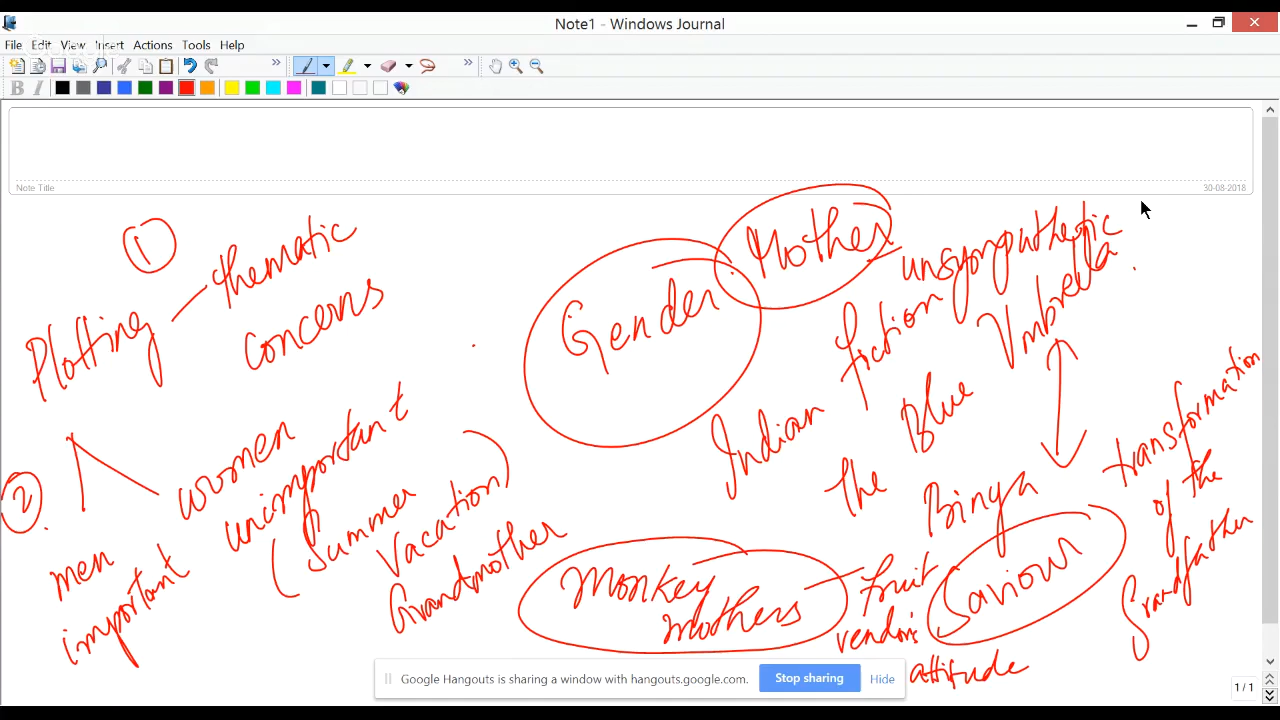 Note1 - Windows Journal
File Edit View Insert Actions Tools Help
Note Title
30-08-2018
1
Plotting - thematic
concerns
2
men
important
women
unimportant
(Summer
Vacation)
Grandmother
Gender
Mother
unsympathetic
Indian fiction
the Blue Umbrella
Binya
Saviour
transformation
of the
Grandfather
Monkey
mothers
fruit
vendor's
attitude
Google Hangouts is sharing a window with hangouts.google.com.
Stop sharing
Hide
1 / 1